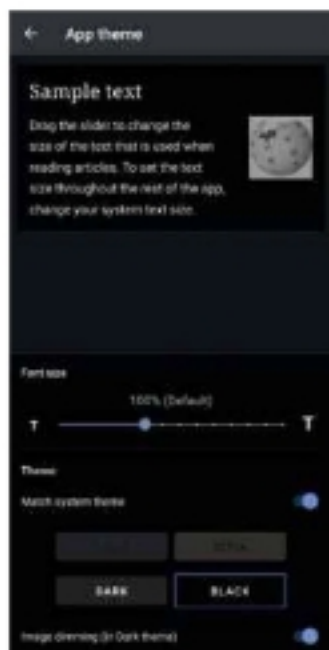 App theme
Sample text
Drag the slider to change the
size of the text that is used when
reading articles. To set the text
size throughout the rest of the app,
change your system text size.
Font size
100% (Default)
T T
Theme
Match system theme
SEPIA
DARK BLACK
Image dimming (in Dark theme)